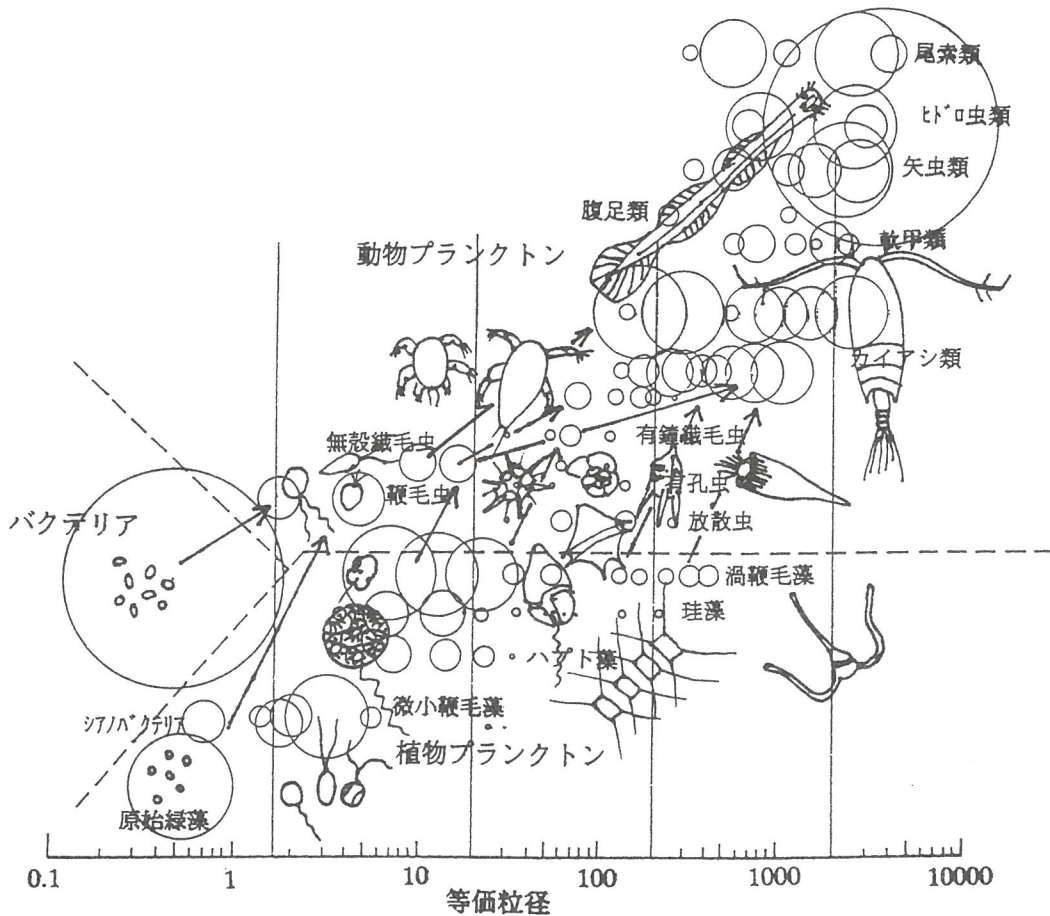 尾索類
ヒドロ虫類
矢虫類
腹足類
軟甲類
動物プランクトン
カイアシ類
無殻繊毛虫
有鐘繊毛虫
鞭毛虫
有孔虫
バクテリア
放散虫
渦鞭毛藻
珪藻
ハプト藻
シアノバクテリア
微小鞭毛藻
植物プランクトン
原始緑藻
0.1 1 10 100 1000 10000
等価粒径